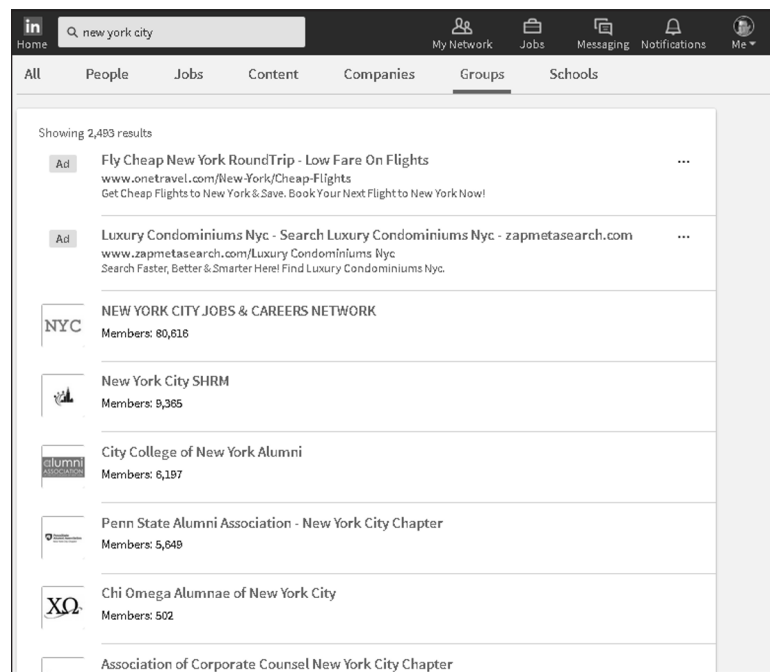 in
Home
new york city
My Network
Jobs
Messaging
Notifications
Me
All
People
Jobs
Content
Companies
Groups
Schools
Showing 2,493 results
Ad
Fly Cheap New York RoundTrip - Low Fare On Flights
www.onetravel.com/New-York/Cheap-Flights
Get Cheap Flights to New York & Save. Book Your Next Flight to New York Now!
Ad
Luxury Condominiums Nyc - Search Luxury Condominiums Nyc - zapmetasearch.com
www.zapmetasearch.com/Luxury Condominiums Nyc
Search Faster, Better & Smarter Here! Find Luxury Condominiums Nyc.
NYC
NEW YORK CITY JOBS & CAREERS NETWORK
Members: 80,616
New York City SHRM
Members: 9,365
alumni
ASSOCIATION
City College of New York Alumni
Members: 6,197
Penn State Alumni Association - New York City Chapter
Members: 5,649
ΧΩ
Chi Omega Alumnae of New York City
Members: 502
Association of Corporate Counsel New York City Chapter